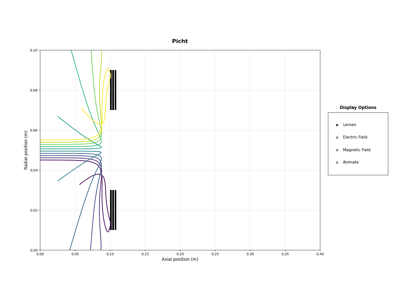 Picht
0.10
0.08
0.06
0.04
0.02
0.00
Radial position (m)
0.00 0.05 0.10 0.15 0.20 0.25 0.30 0.35 0.40
Axial position (m)
Display Options
Lenses
Electric Field
Magnetic Field
Animate